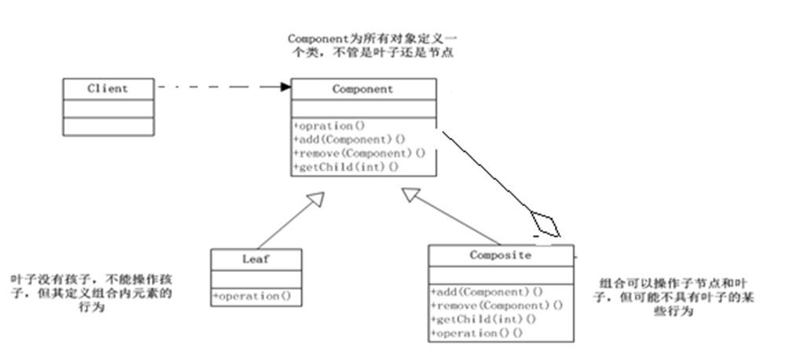 Component为所有对象定义一
个类，不管是叶子还是节点
Client
Component
+opration()
+add(Component)()
+remove(Component)()
+getChild(int)()
Leaf
+operation()
Composite
+add(Component)()
+remove(Component)()
+getChild(int)()
+operation()()
叶子没有孩子，不能操作孩
子，但其定义组合内元素的
行为
组合可以操作子节点和叶
子，但可能不具有叶子的某
些行为